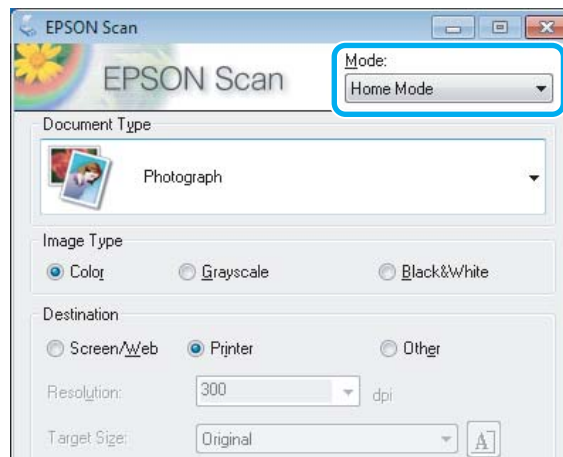 EPSON Scan
EPSON Scan
Mode:
Home Mode
Document Type
Photograph
Image Type
Color Grayscale Black&White
Destination
Screen/Web Printer Other
Resolution: 300 dpi
Target Size: Original A